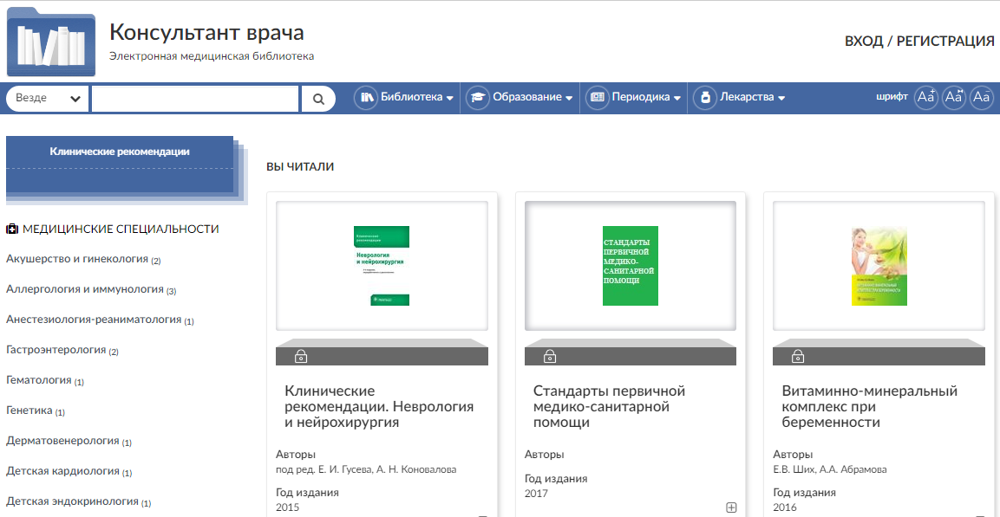 Консультант врача
Электронная медицинская библиотека
ВХОД / РЕГИСТРАЦИЯ
Везде
Библиотека
Образование
Периодика
Лекарства
шрифт Aa+ Aa Aa-
Клинические рекомендации
МЕДИЦИНСКИЕ СПЕЦИАЛЬНОСТИ
Акушерство и гинекология (2)
Аллергология и иммунология (3)
Анестезиология-реаниматология (1)
Гастроэнтерология (2)
Гематология (1)
Генетика (1)
Дерматовенерология (1)
Детская кардиология (1)
Детская эндокринология (1)
ВЫ ЧИТАЛИ
Клинические
рекомендации
Неврология
и нейрохирургия
Клинические
рекомендации. Неврология
и нейрохирургия
Авторы
под ред. Е. И. Гусева, А. Н. Коновалова
Год издания
2015
СТАНДАРТЫ
ПЕРВИЧНОЙ
МЕДИКО-
САНИТАРНОЙ
ПОМОЩИ
Стандарты первичной
медико-санитарной
помощи
Авторы
Год издания
2017
Витаминно-минеральный
комплекс при
беременности
Авторы
Е.В. Ших, А.А. Абрамова
Год издания
2016